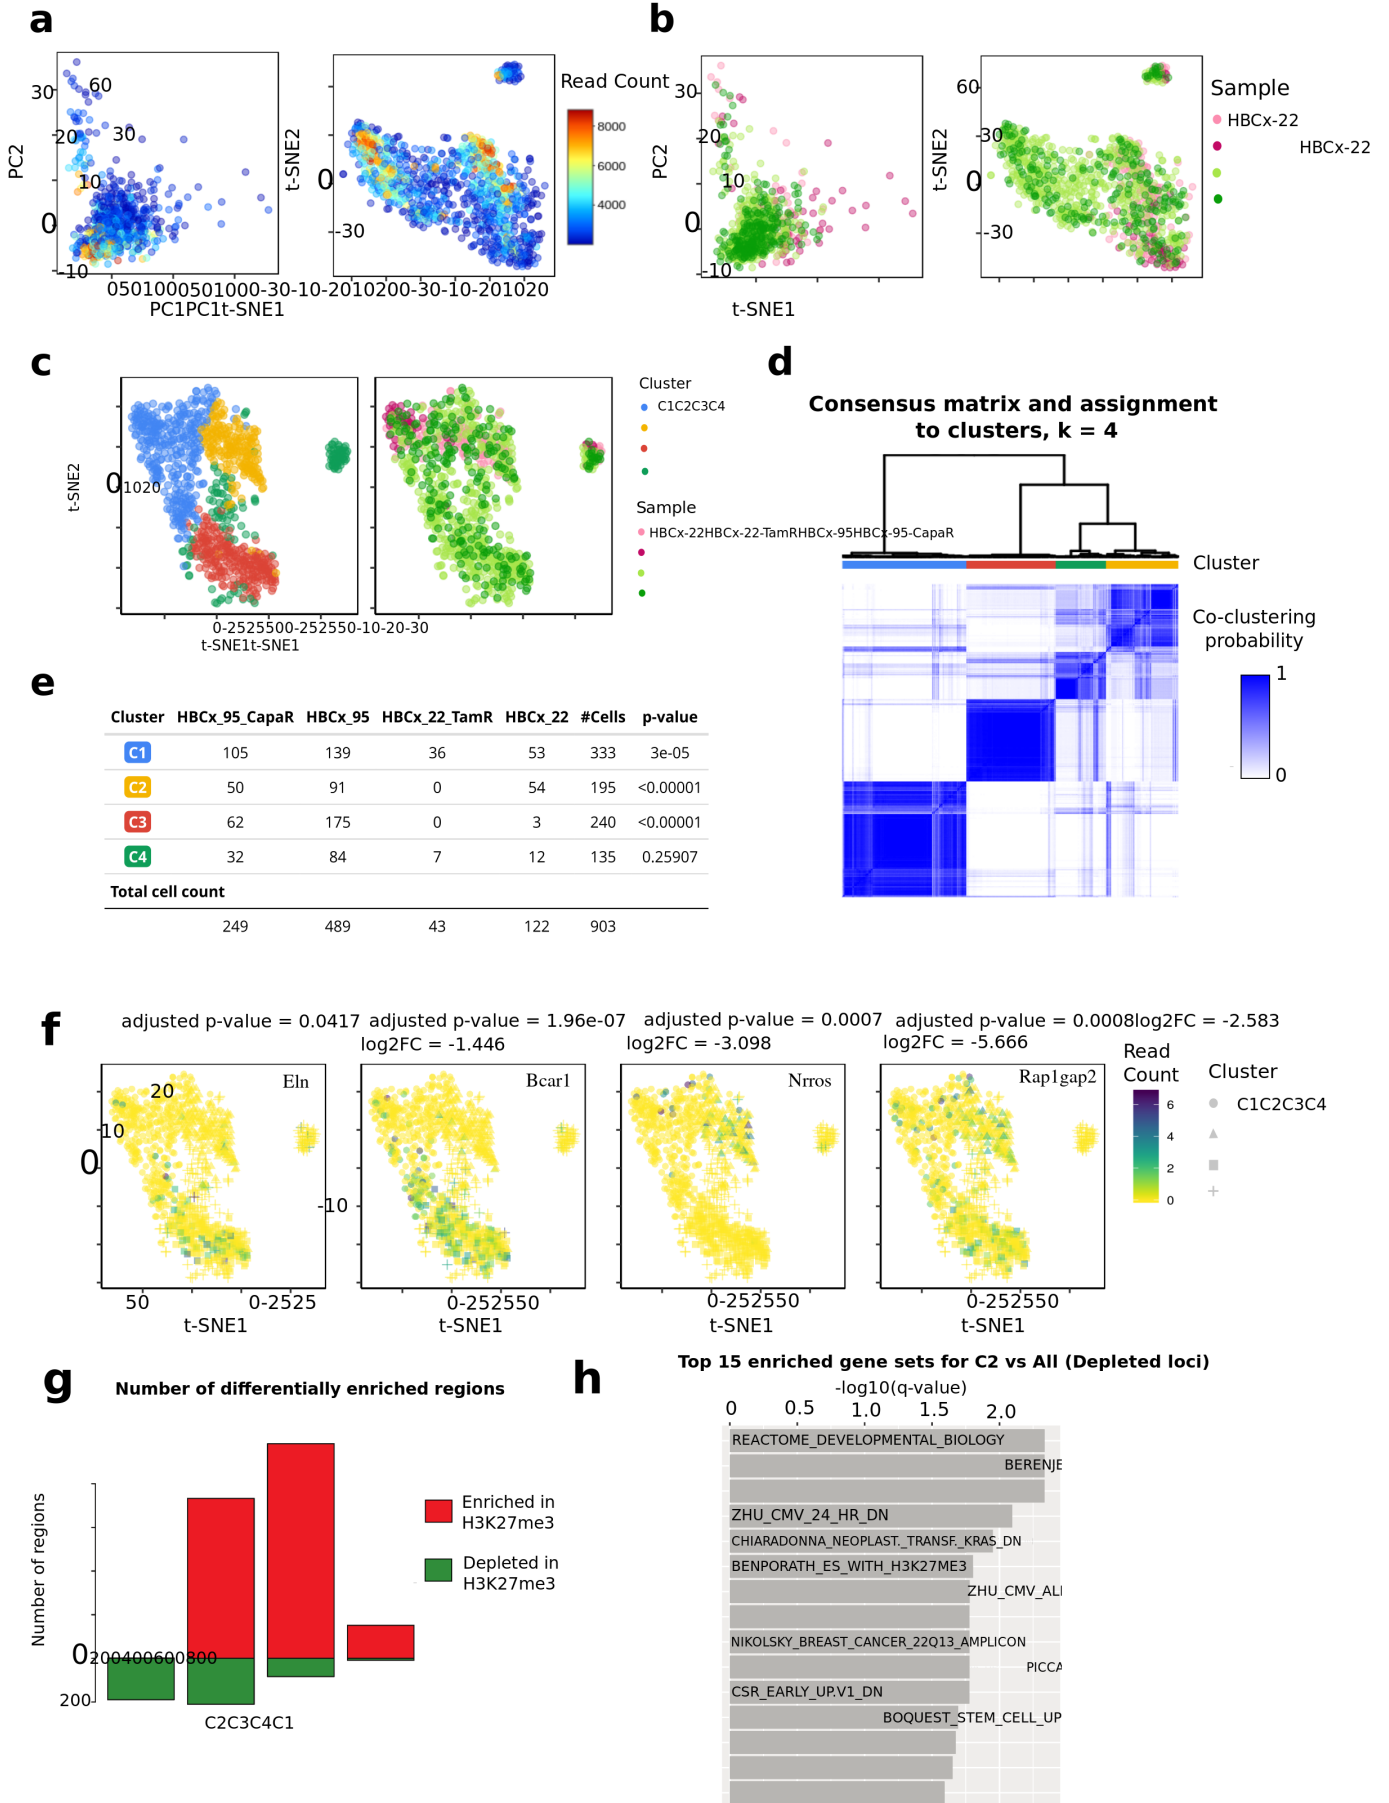 a
b
Read Count
8000
6000
4000
PC2
30
60
20
30
10
0
-10
t-SNE2
0
-30
0501000501000-30-10-2010200-30-10-201020
PC1PC1t-SNE1
PC2
30
20
10
0
-10
t-SNE2
60
30
0
-30
t-SNE1
Sample
HBCx-22
HBCx-22
c
t-SNE2
0
-1020
0-2525500-252550-10-20-30
t-SNE1t-SNE1
Cluster
C1C2C3C4
Sample
HBCx-22HBCx-22-TamRHBCx-95HBCx-95-CapaR
d
Consensus matrix and assignment
to clusters, k = 4
Cluster
Co-clustering
probability
1
0
e
Cluster HBCx_95_CapaR HBCx_95 HBCx_22_TamR HBCx_22 #Cells p-value
C1 105 139 36 53 333 3e-05
C2 50 91 0 54 195 <0.00001
C3 62 175 0 3 240 <0.00001
C4 32 84 7 12 135 0.25907
Total cell count
249 489 43 122 903
f
adjusted p-value = 0.0417 adjusted p-value = 1.96e-07 adjusted p-value = 0.0007 adjusted p-value = 0.0008log2FC = -2.583
log2FC = -1.446 log2FC = -3.098 log2FC = -5.666
Eln
Bcar1
Nrros
Rap1gap2
20
10
0
-10
50 0-2525 0-252550 0-252550 0-252550
t-SNE1 t-SNE1 t-SNE1 t-SNE1
Read
Count
6
4
2
0
Cluster
C1C2C3C4
g
Number of differentially enriched regions
Number of regions
0
200400600800
200
C2C3C4C1
Enriched in
H3K27me3
Depleted in
H3K27me3
h
Top 15 enriched gene sets for C2 vs All (Depleted loci)
-log10(q-value)
0 0.5 1.0 1.5 2.0
REACTOME_DEVELOPMENTAL_BIOLOGY
BERENJE
ZHU_CMV_24_HR_DN
CHIARADONNA_NEOPLAST._TRANSF._KRAS_DN
BENPORATH_ES_WITH_H3K27ME3
ZHU_CMV_ALL
NIKOLSKY_BREAST_CANCER_22Q13_AMPLICON
PICCA
CSR_EARLY_UP.V1_DN
BOQUEST_STEM_CELL_UP